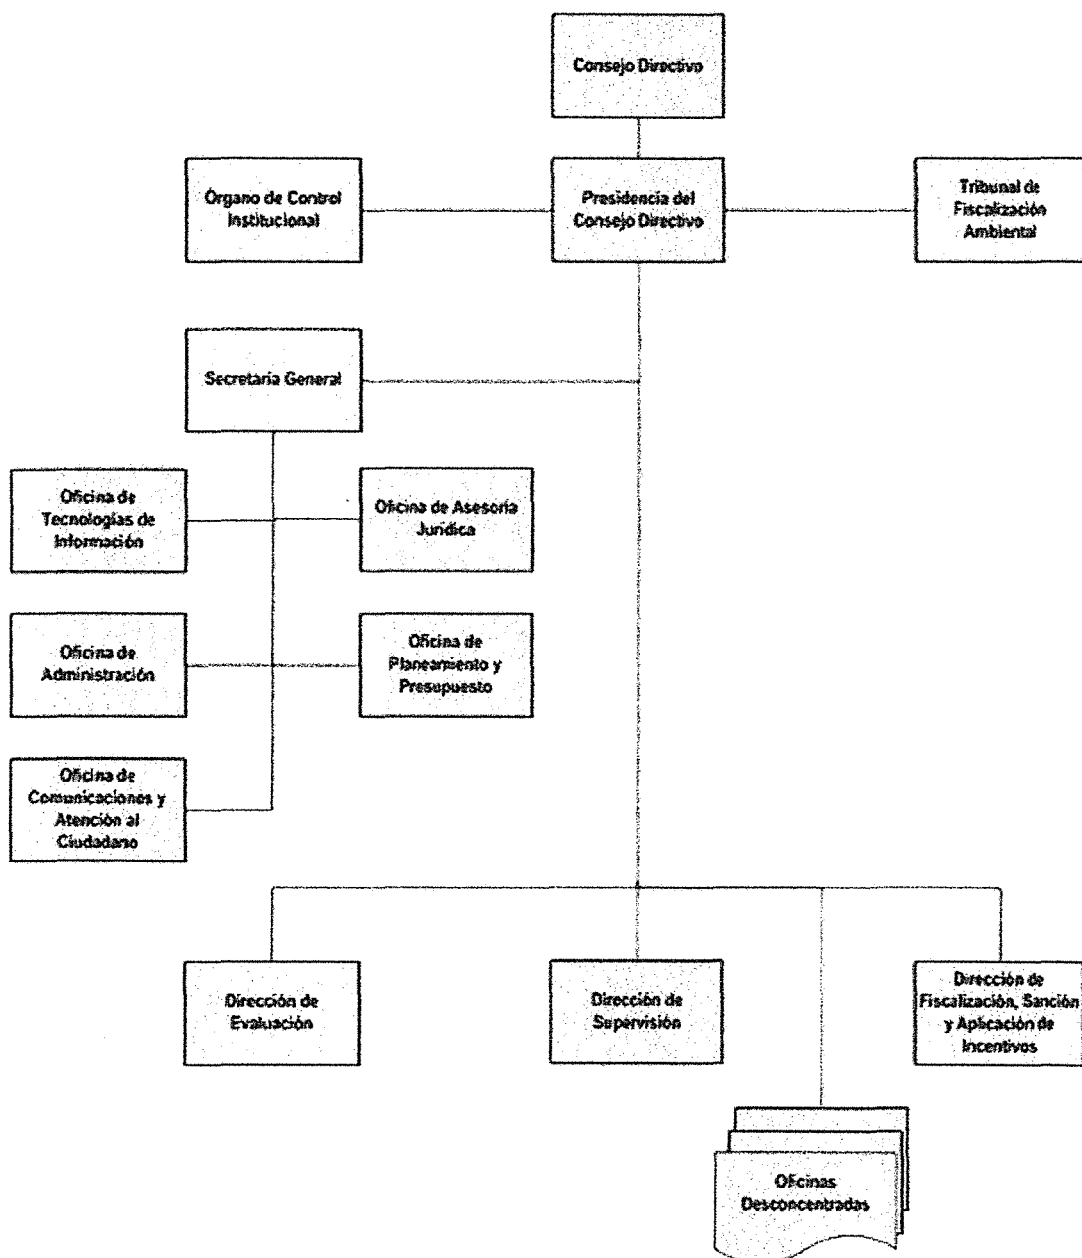 Consejo Directivo
Órgano de Control
Institucional
Presidencia del
Consejo Directivo
Tribunal de
Fiscalización
Ambiental
Secretaría General
Oficina de
Tecnologías de
Información
Oficina de Asesoría
Jurídica
Oficina de
Administración
Oficina de
Planeamiento y
Presupuesto
Oficina de
Comunicaciones y
Atención al
Ciudadano
Dirección de
Evaluación
Dirección de
Supervisión
Dirección de
Fiscalización, Sanción
y Aplicación de
Incentivos
Oficinas
Desconcentradas